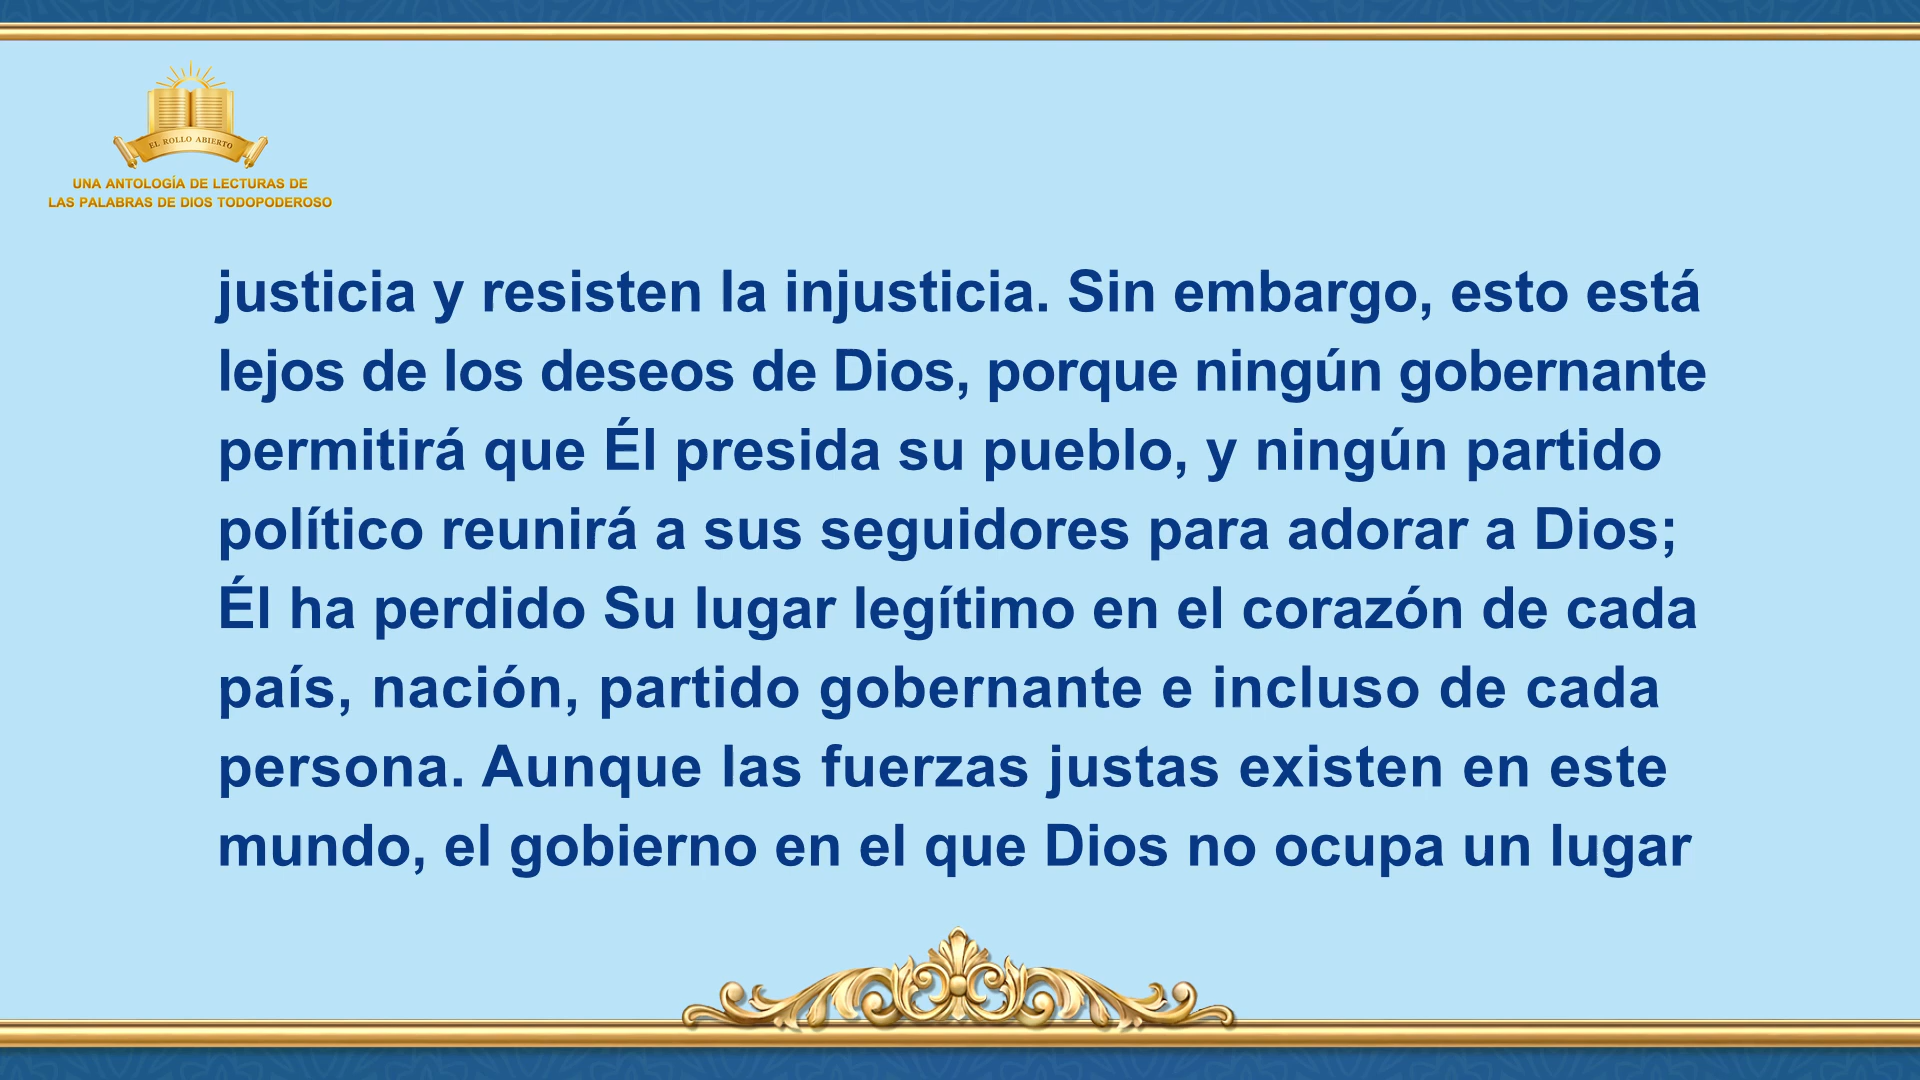 EL ROLLO ABIERTO
UNA ANTOLOGÍA DE LECTURAS DE
LAS PALABRAS DE DIOS TODOPODEROSO
justicia y resisten la injusticia. Sin embargo, esto está
lejos de los deseos de Dios, porque ningún gobernante
permitirá que Él presida su pueblo, y ningún partido
político reunirá a sus seguidores para adorar a Dios;
Él ha perdido Su lugar legítimo en el corazón de cada
país, nación, partido gobernante e incluso de cada
persona. Aunque las fuerzas justas existen en este
mundo, el gobierno en el que Dios no ocupa un lugar